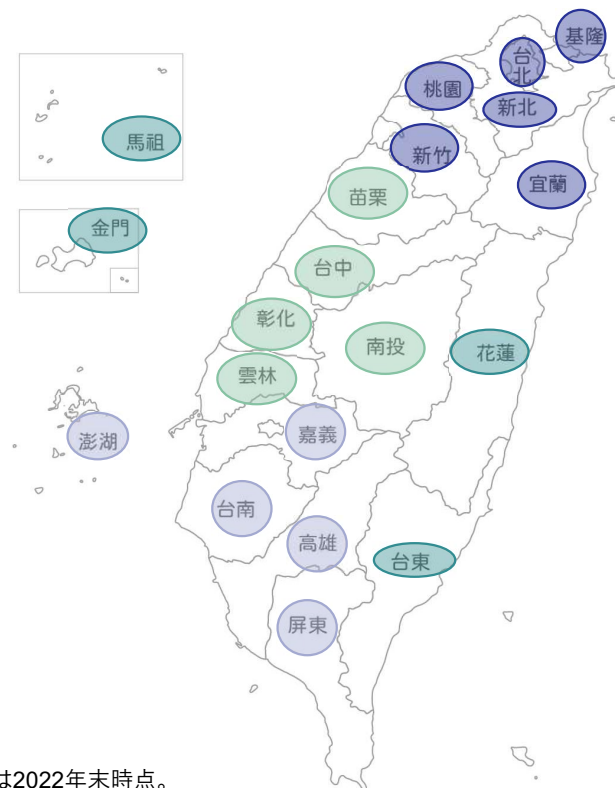 基隆
台
北
桃園
新北
馬祖
新竹
宜蘭
苗栗
金門
台中
彰化
南投
花蓮
雲林
嘉義
澎湖
台南
高雄
台東
屏東
は2022年末時点。